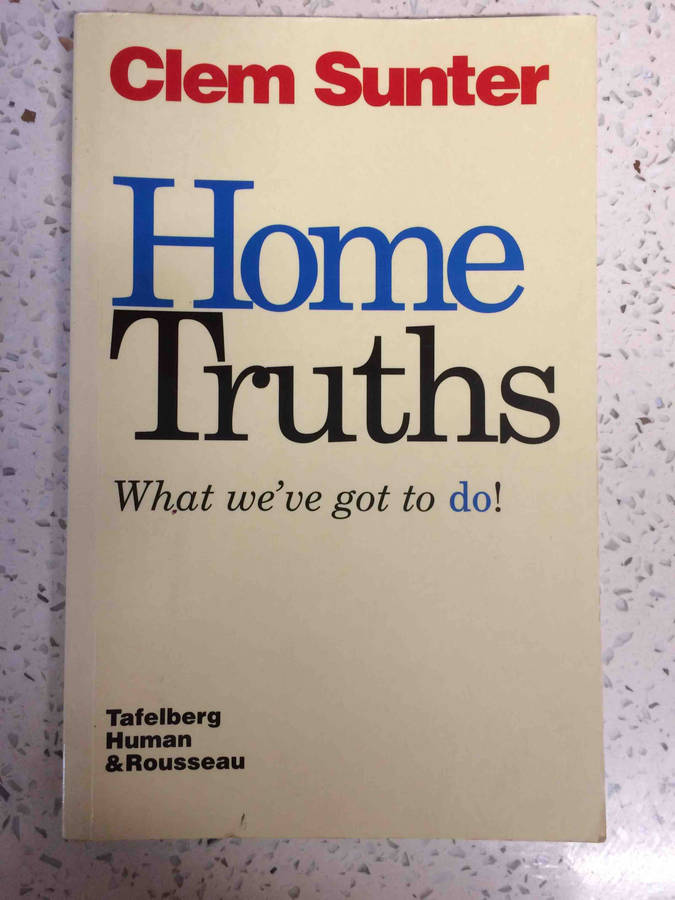 Clem Sunter
Home
Truths
What we've got to do!
Tafelberg
Human
&Rousseau